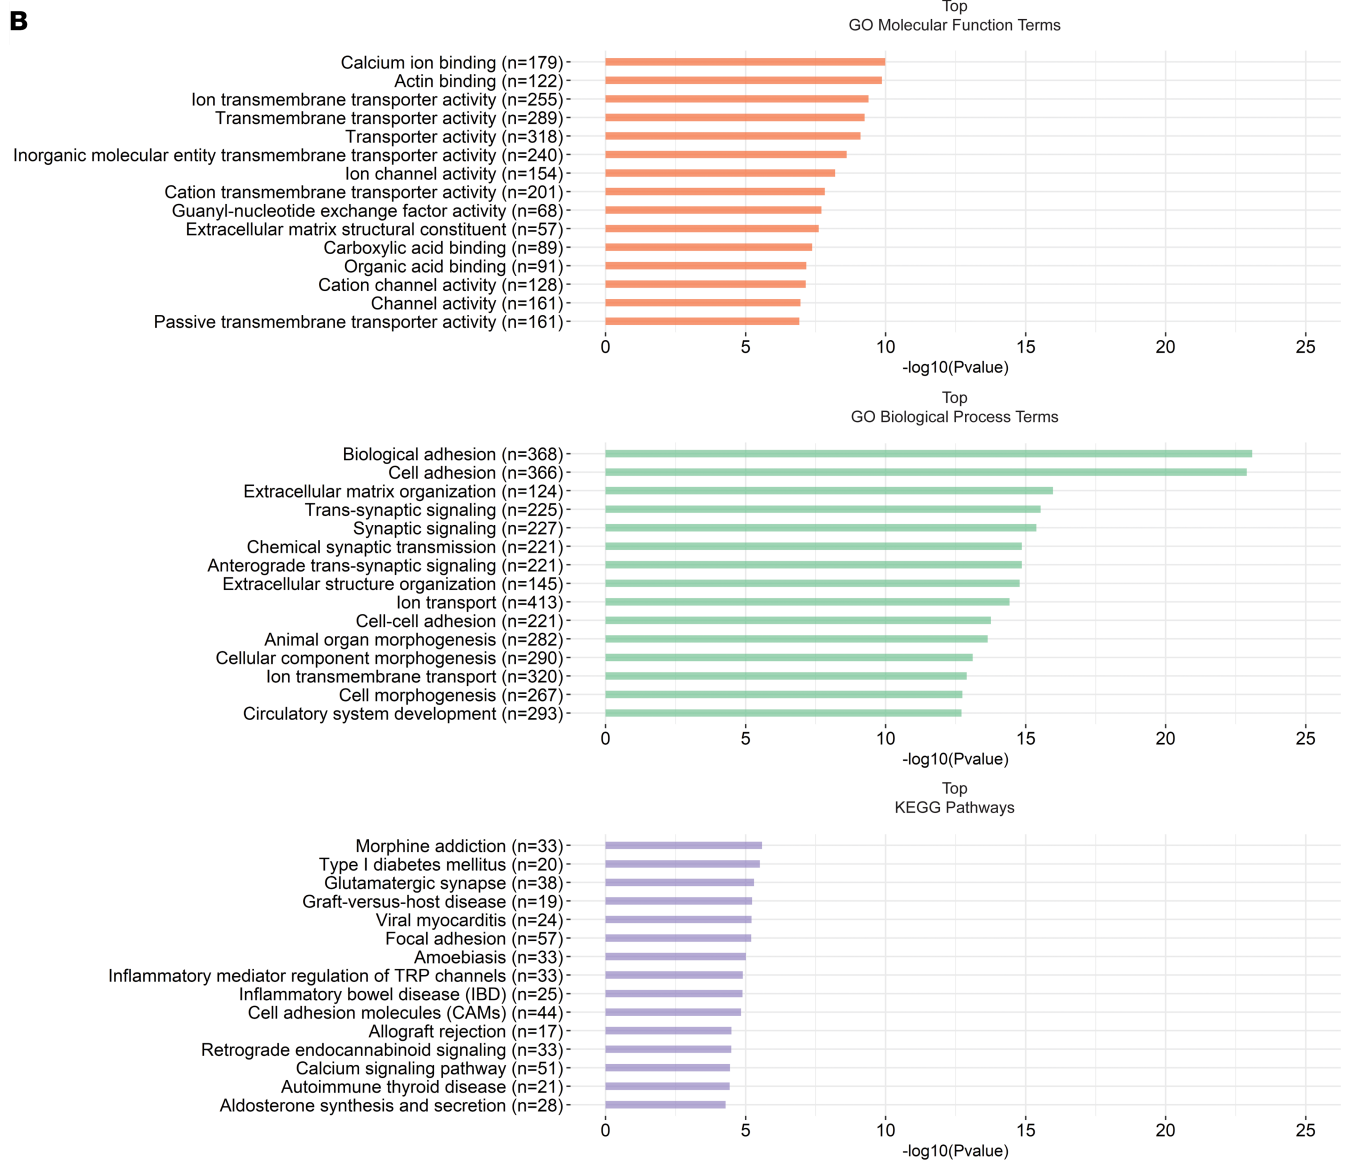 B
Top
GO Molecular Function Terms
Calcium ion binding (n=179)
Actin binding (n=122)
Ion transmembrane transporter activity (n=255)
Transmembrane transporter activity (n=289)
Transporter activity (n=318)
Inorganic molecular entity transmembrane transporter activity (n=240)
Ion channel activity (n=154)
Cation transmembrane transporter activity (n=201)
Guanyl-nucleotide exchange factor activity (n=68)
Extracellular matrix structural constituent (n=57)
Carboxylic acid binding (n=89)
Organic acid binding (n=91)
Cation channel activity (n=128)
Channel activity (n=161)
Passive transmembrane transporter activity (n=161)
0 5 10 15 20 25
-log10(Pvalue)
Top
GO Biological Process Terms
Biological adhesion (n=368)
Cell adhesion (n=366)
Extracellular matrix organization (n=124)
Trans-synaptic signaling (n=225)
Synaptic signaling (n=227)
Chemical synaptic transmission (n=221)
Anterograde trans-synaptic signaling (n=221)
Extracellular structure organization (n=145)
Ion transport (n=413)
Cell-cell adhesion (n=221)
Animal organ morphogenesis (n=282)
Cellular component morphogenesis (n=290)
Ion transmembrane transport (n=320)
Cell morphogenesis (n=267)
Circulatory system development (n=293)
0 5 10 15 20 25
-log10(Pvalue)
Top
KEGG Pathways
Morphine addiction (n=33)
Type I diabetes mellitus (n=20)
Glutamatergic synapse (n=38)
Graft-versus-host disease (n=19)
Viral myocarditis (n=24)
Focal adhesion (n=57)
Amoebiasis (n=33)
Inflammatory mediator regulation of TRP channels (n=33)
Inflammatory bowel disease (IBD) (n=25)
Cell adhesion molecules (CAMs) (n=44)
Allograft rejection (n=17)
Retrograde endocannabinoid signaling (n=33)
Calcium signaling pathway (n=51)
Autoimmune thyroid disease (n=21)
Aldosterone synthesis and secretion (n=28)
0 5 10 15 20 25
-log10(Pvalue)